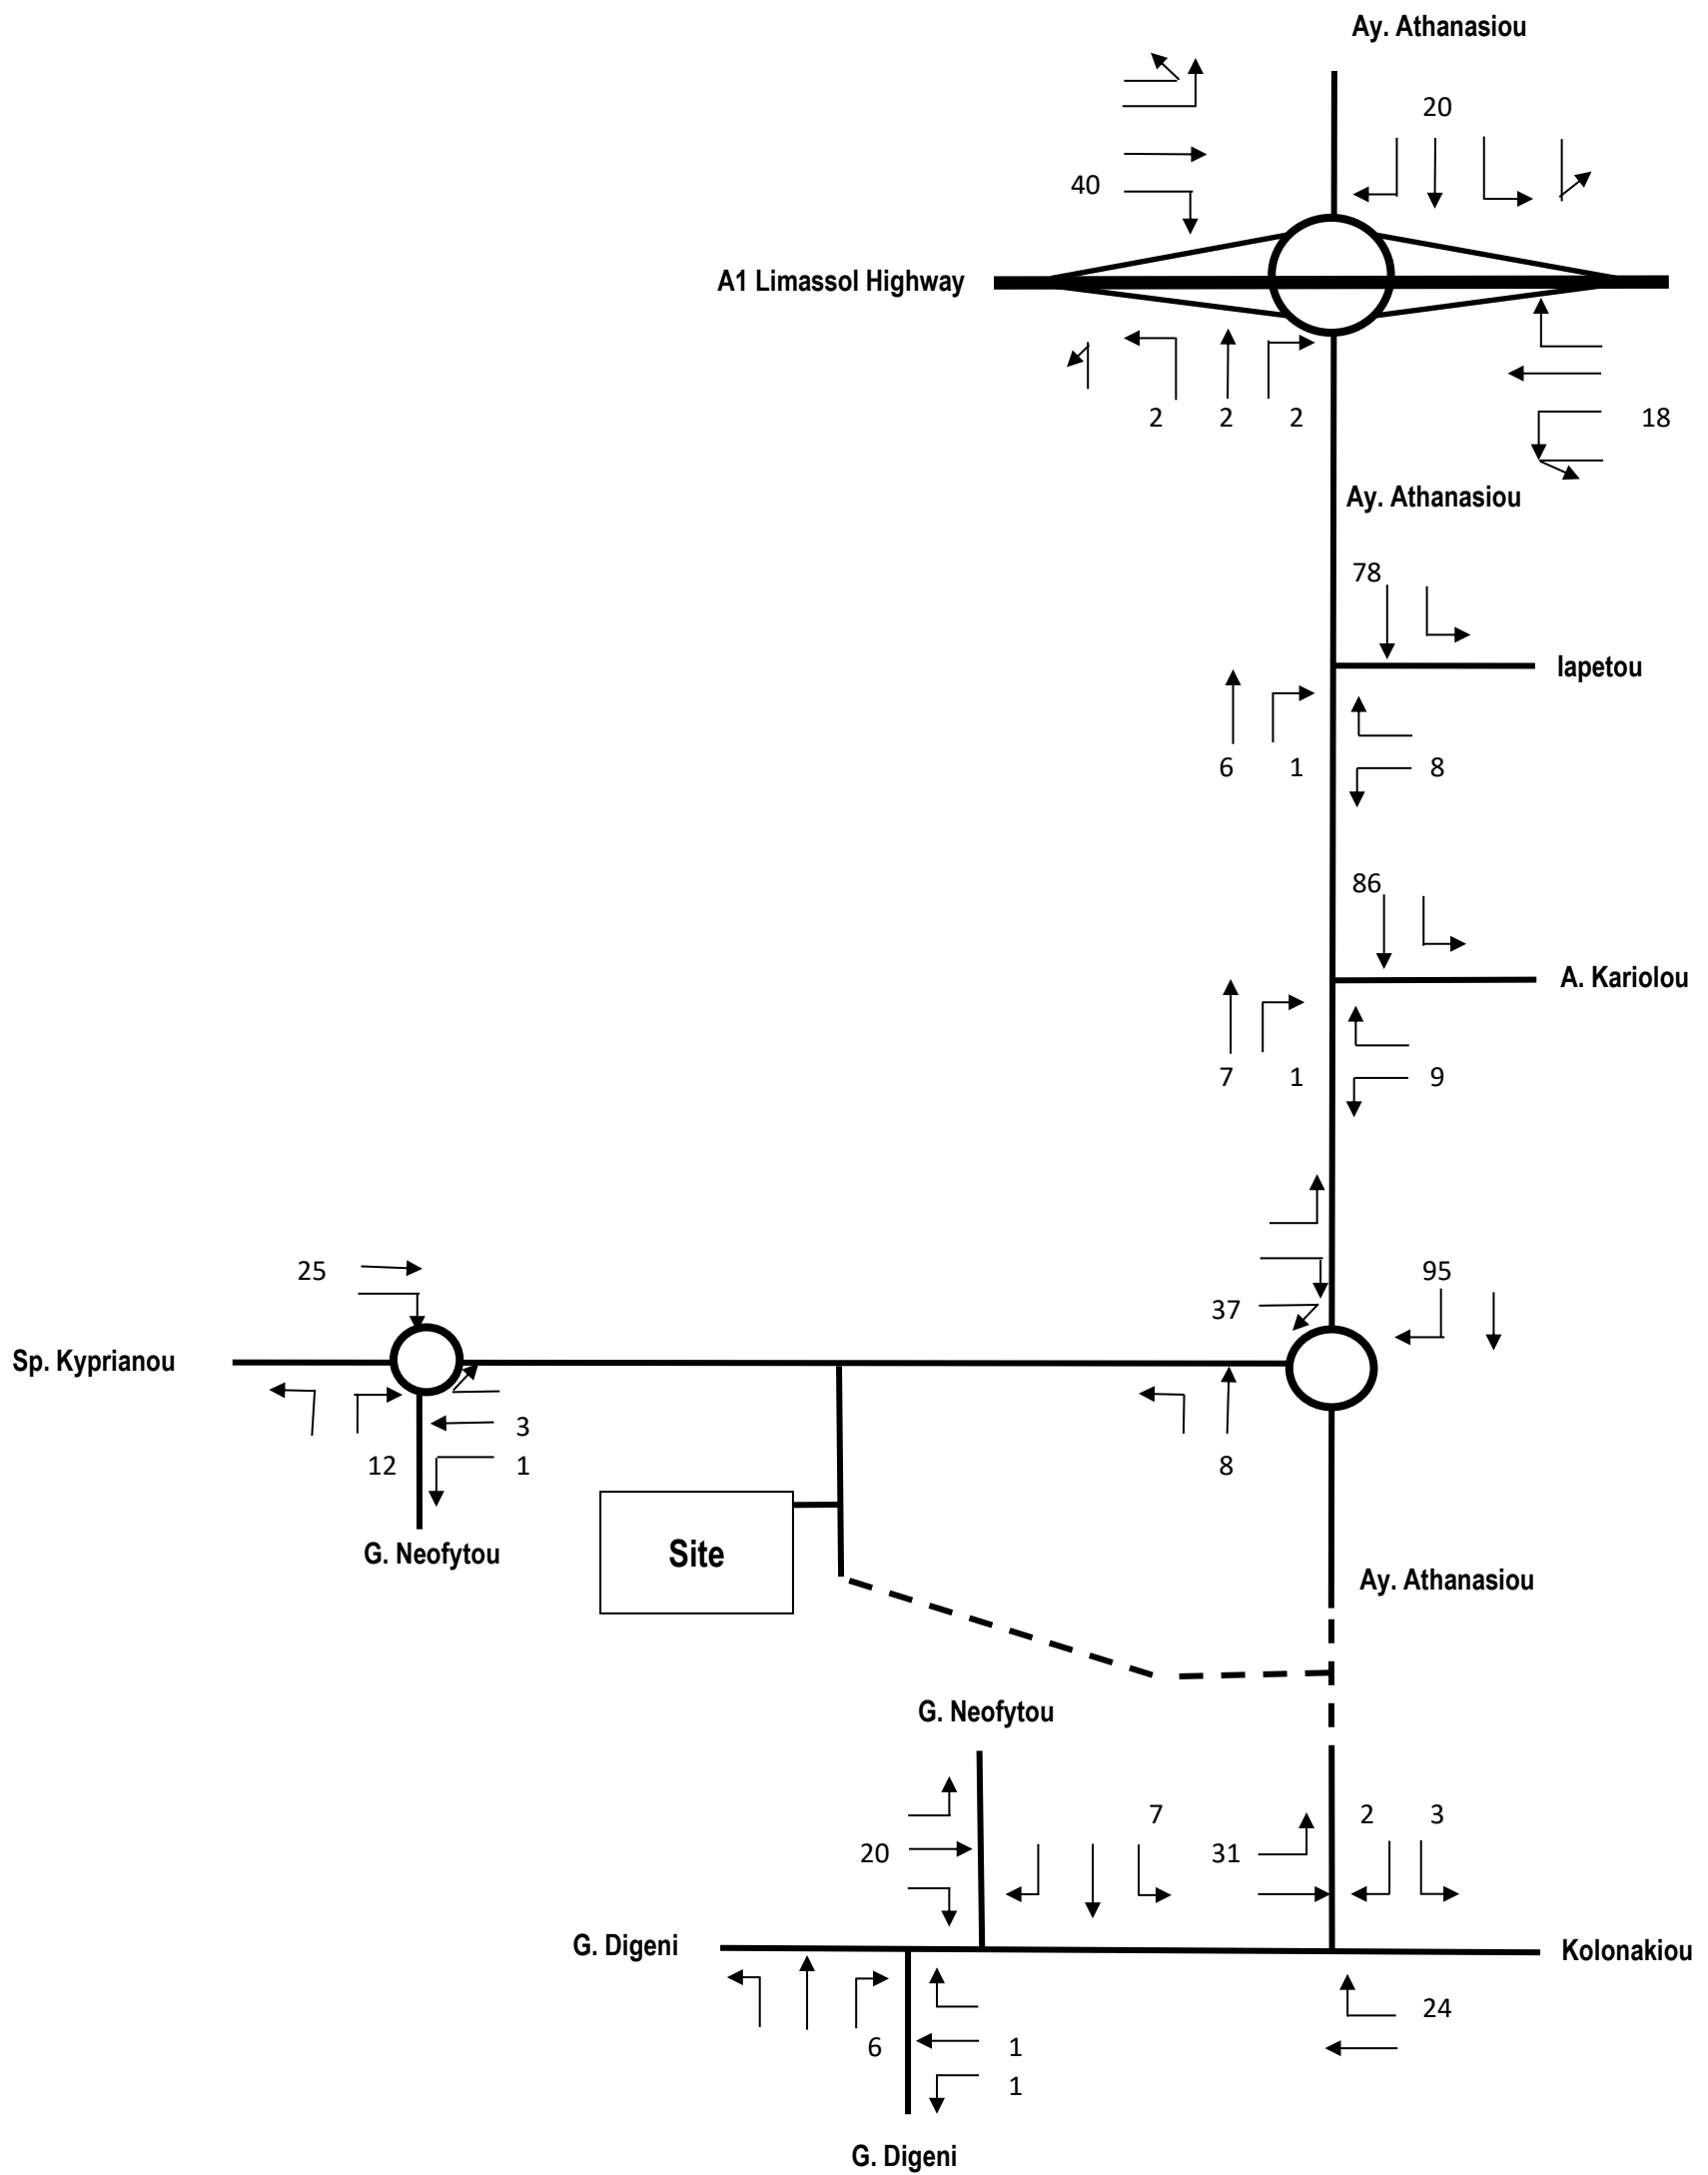 Ay. Athanasiou
20
40
A1 Limassol Highway
2 2 2
18
Ay. Athanasiou
78
Iapetou
6 1 8
86
A. Kariolou
7 1 9
25
95
37
Sp. Kyprianou
3
12 1
8
G. Neofytou
Site
Ay. Athanasiou
G. Neofytou
7 2 3
20 31
G. Digeni
Kolonakiou
24
6 1
1
G. Digeni